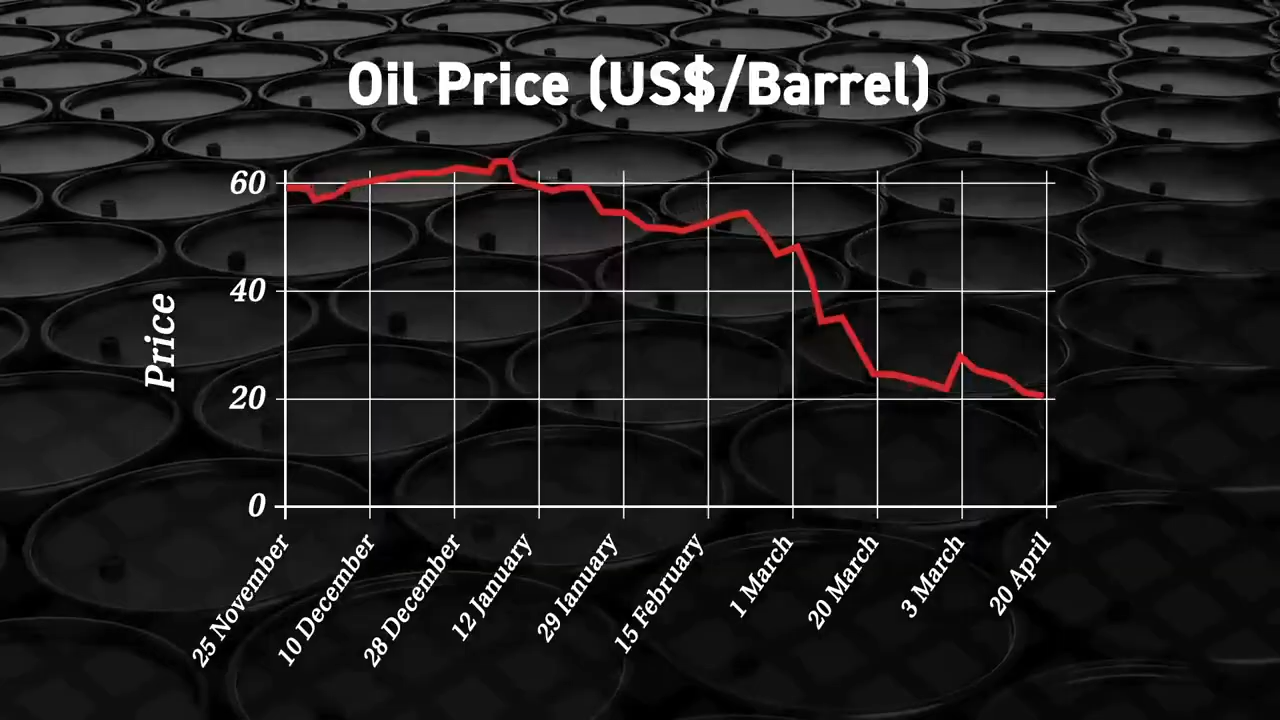 Oil Price (US$/Barrel)
60
40
20
0
Price
25 November
10 December
28 December
12 January
29 January
15 February
1 March
20 March
3 March
20 April